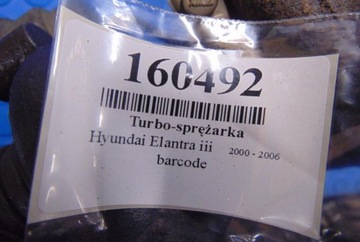 160492
Turbo-sprężarka
Hyundai Elantra iii 2000 - 2006
barcode